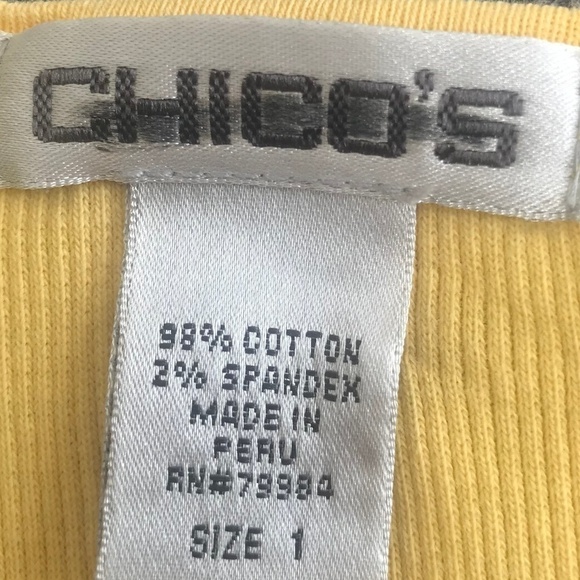 CHICO'S
98% COTTON
2% SPANDEX
MADE IN
PERU
RN#79984
SIZE 1